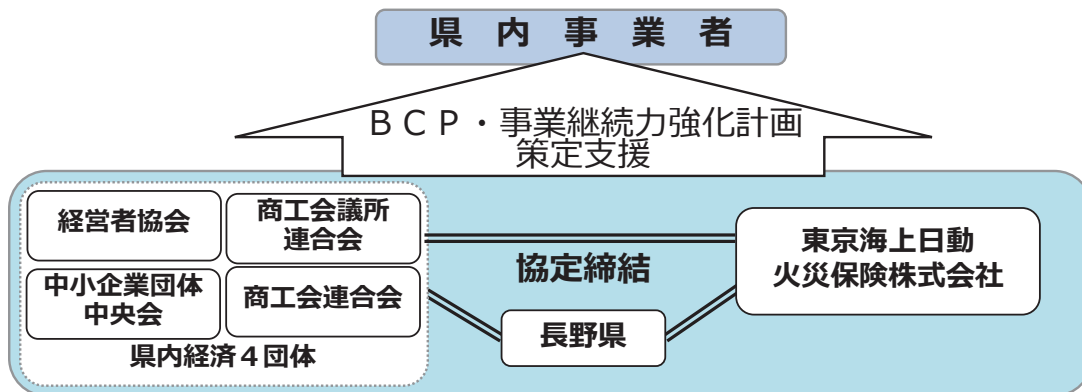 県内事業者
ＢＣＰ・事業継続力強化計画
策定支援
経営者協会
商工会議所
連合会
中小企業団体
中央会
商工会連合会
県内経済４団体
協定締結
長野県
東京海上日動
火災保険株式会社